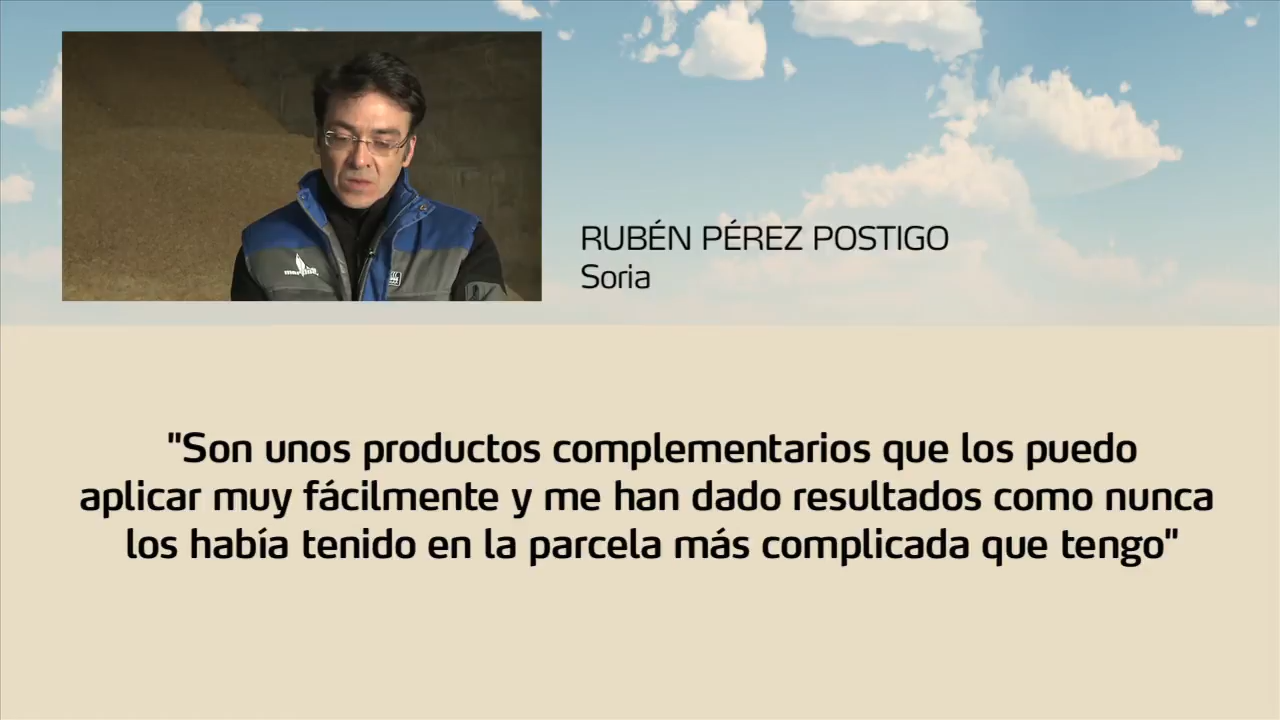 RUBÉN PÉREZ POSTIGO
Soria
"Son unos productos complementarios que los puedo
aplicar muy fácilmente y me han dado resultados como nunca
los había tenido en la parcela más complicada que tengo"